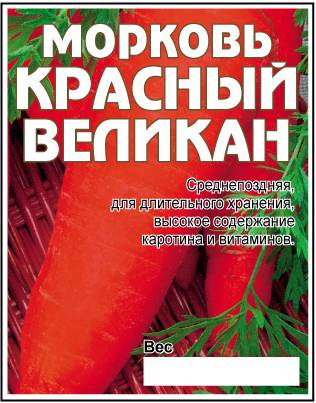 МОРКОВЬ
КРАСНЫЙ
ВЕЛИКАН
Среднепоздняя,
для длительного хранения,
высокое содержание
каротина и витаминов.
Вес